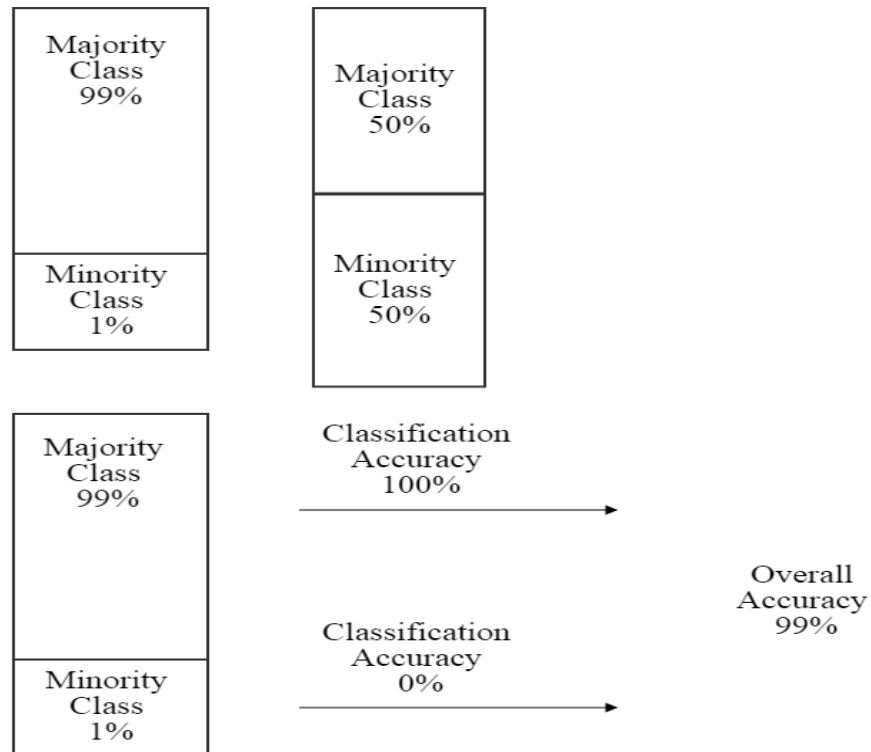 Majority
Class
99%
Minority
Class
1%
Majority
Class
50%
Minority
Class
50%
Majority
Class
99%
Minority
Class
1%
Classification
Accuracy
100%
Classification
Accuracy
0%
Overall
Accuracy
99%